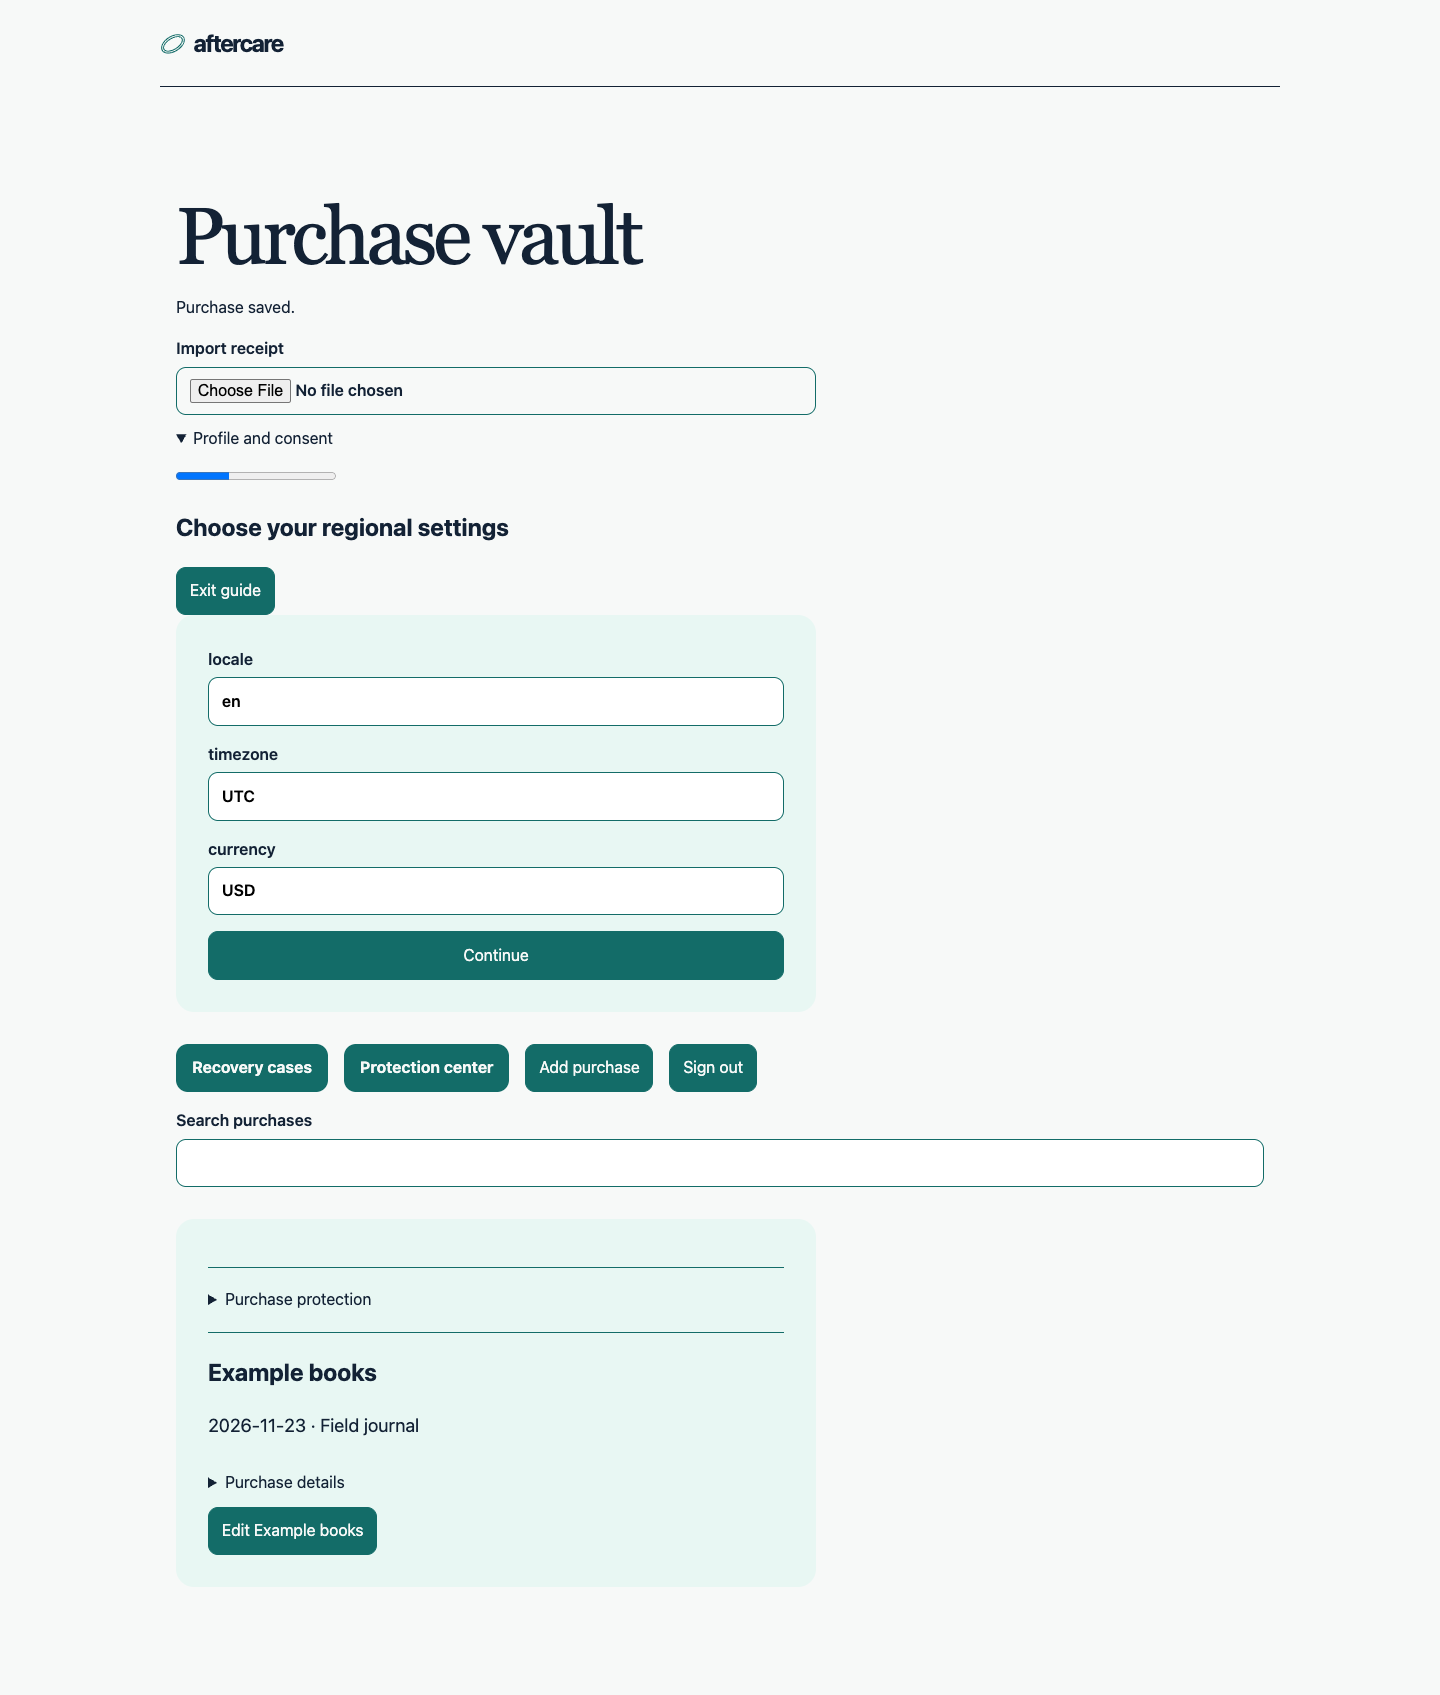 aftercare
Purchase vault
Purchase saved.
Import receipt
Choose File No file chosen
Profile and consent
Choose your regional settings
Exit guide
locale
en
timezone
UTC
currency
USD
Continue
Recovery cases Protection center Add purchase Sign out
Search purchases
Purchase protection
Example books
2026-11-23 · Field journal
Purchase details
Edit Example books